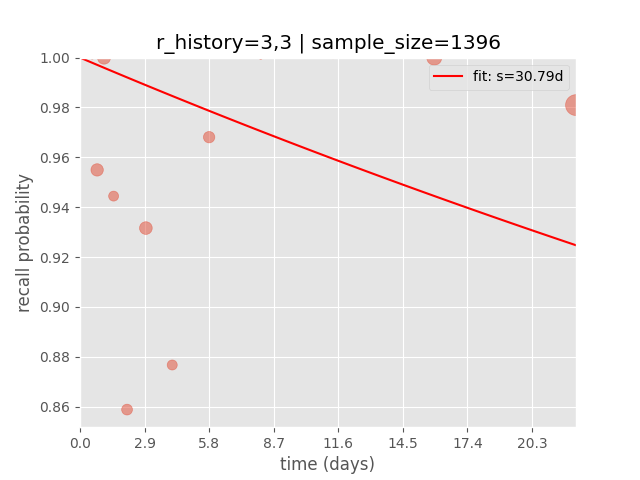 r_history=3,3 | sample_size=1396
fit: s=30.79d
1.00
0.98
0.96
0.94
0.92
0.90
0.88
0.86
recall probability
0.0 2.9 5.8 8.7 11.6 14.5 17.4 20.3
time (days)